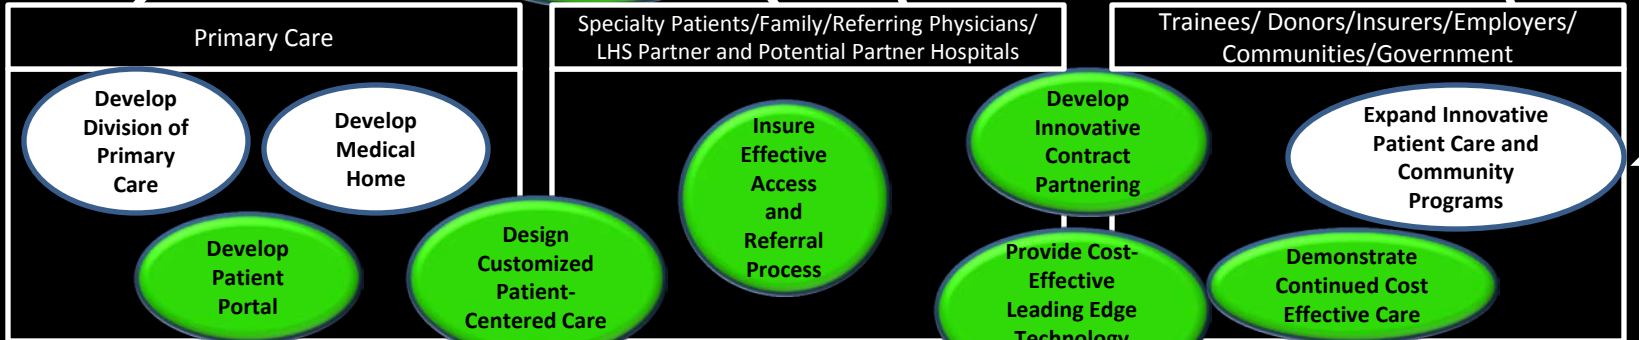 Primary Care
Specialty Patients/Family/Referring Physicians/
LHS Partner and Potential Partner Hospitals
Trainees/ Donors/Insurers/Employers/
Communities/Government
Develop
Division of
Primary
Care
Develop
Medical
Home
Develop
Patient
Portal
Design
Customized
Patient-
Centered Care
Insure
Effective
Access
and
Referral
Process
Develop
Innovative
Contract
Partnering
Provide Cost-
Effective
Leading Edge
Technology
Expand Innovative
Patient Care and
Community
Programs
Demonstrate
Continued Cost
Effective Care